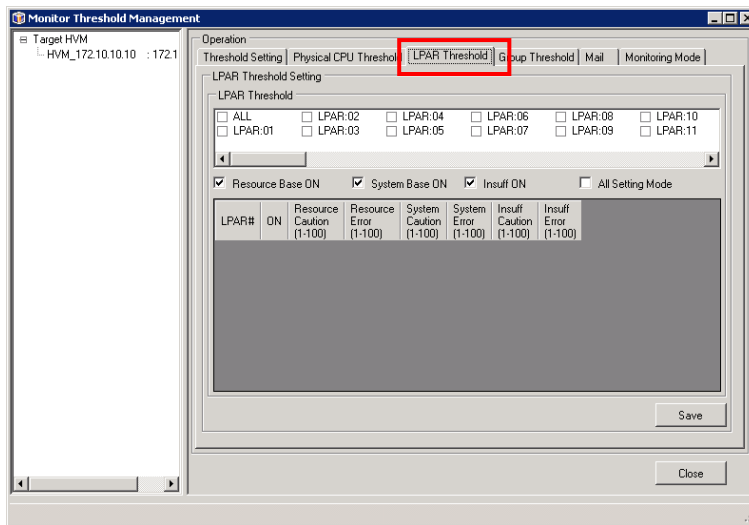 Monitor Threshold Management
Target HVM
HVM_172.10.10.10 : 172.1
Operation
Threshold Setting Physical CPU Threshold LPAR Threshold Group Threshold Mail Monitoring Mode
LPAR Threshold Setting
LPAR Threshold
ALL LPAR:02 LPAR:04 LPAR:06 LPAR:08 LPAR:10
LPAR:01 LPAR:03 LPAR:05 LPAR:07 LPAR:09 LPAR:11
Resource Base ON System Base ON Insuff ON All Setting Mode
LPAR# ON Resource Caution (1-100) Resource Error (1-100) System Caution (1-100) System Error (1-100) Insuff Caution (1-100) Insuff Error (1-100)
Save
Close